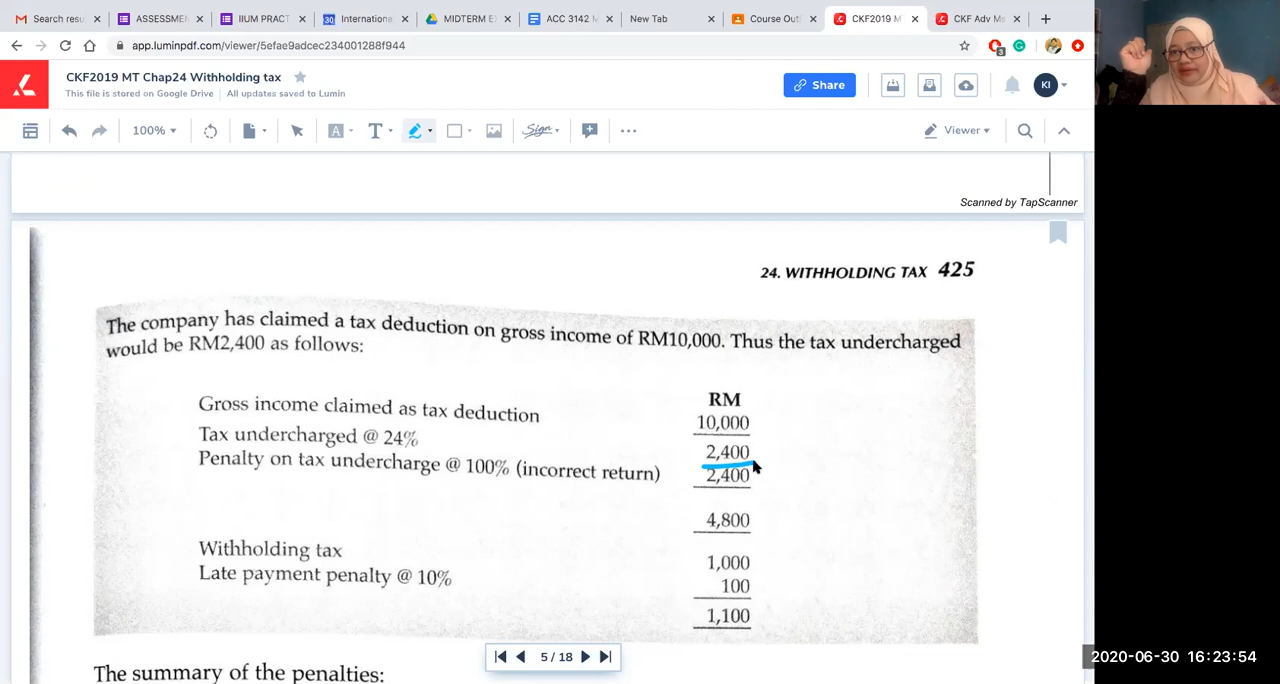 Search resu
ASSESSMEN
IIUM PRACT
Internationa
MIDTERM E
ACC 3142 M
New Tab
Course Out
CKF2019 M
CKF Adv Ms
app.luminpdf.com/viewer/5efae9adcec234001288f944
3
CKF2019 MT Chap24 Withholding tax
This file is stored on Google Drive
All updates saved to Lumin
Share
KI
100%
A
T
Sign
Viewer
Scanned by TapScanner
24. WITHHOLDING TAX 425
The company has claimed a tax deduction on gross income of RM10,000. Thus the tax undercharged
would be RM2,400 as follows:
RM
Gross income claimed as tax deduction 10,000
Tax undercharged @ 24% 2,400
Penalty on tax undercharge @ 100% (incorrect return) 2,400
4,800
Withholding tax 1,000
Late payment penalty @ 10% 100
1,100
5 / 18
The summary of the penalties:
2020-06-30 16:23:54